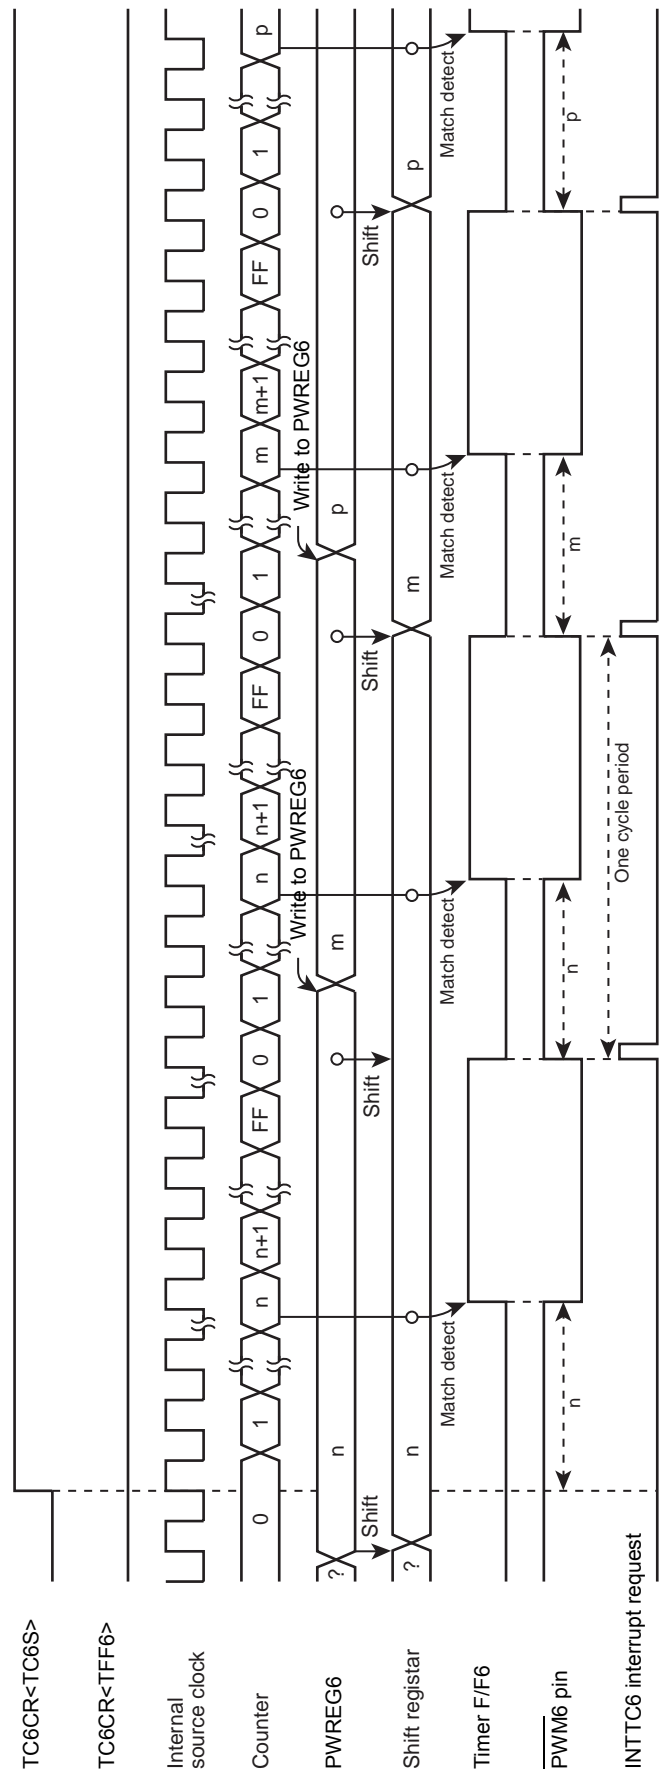 TC6CR<TC6S>
TC6CR<TFF6>
Internal
source clock
Counter
0
1
n
n+1
FF
0
1
n
n+1
FF
0
1
m
m+1
FF
0
1
p
Write to PWREG6
Write to PWREG6
PWREG6
?
n
m
p
Shift
Shift
Shift
Shift
Shift registar
?
n
m
p
Match detect
Match detect
Match detect
Match detect
Timer F/F6
PWM6 pin
n
n
m
p
One cycle period
INTTC6 interrupt request